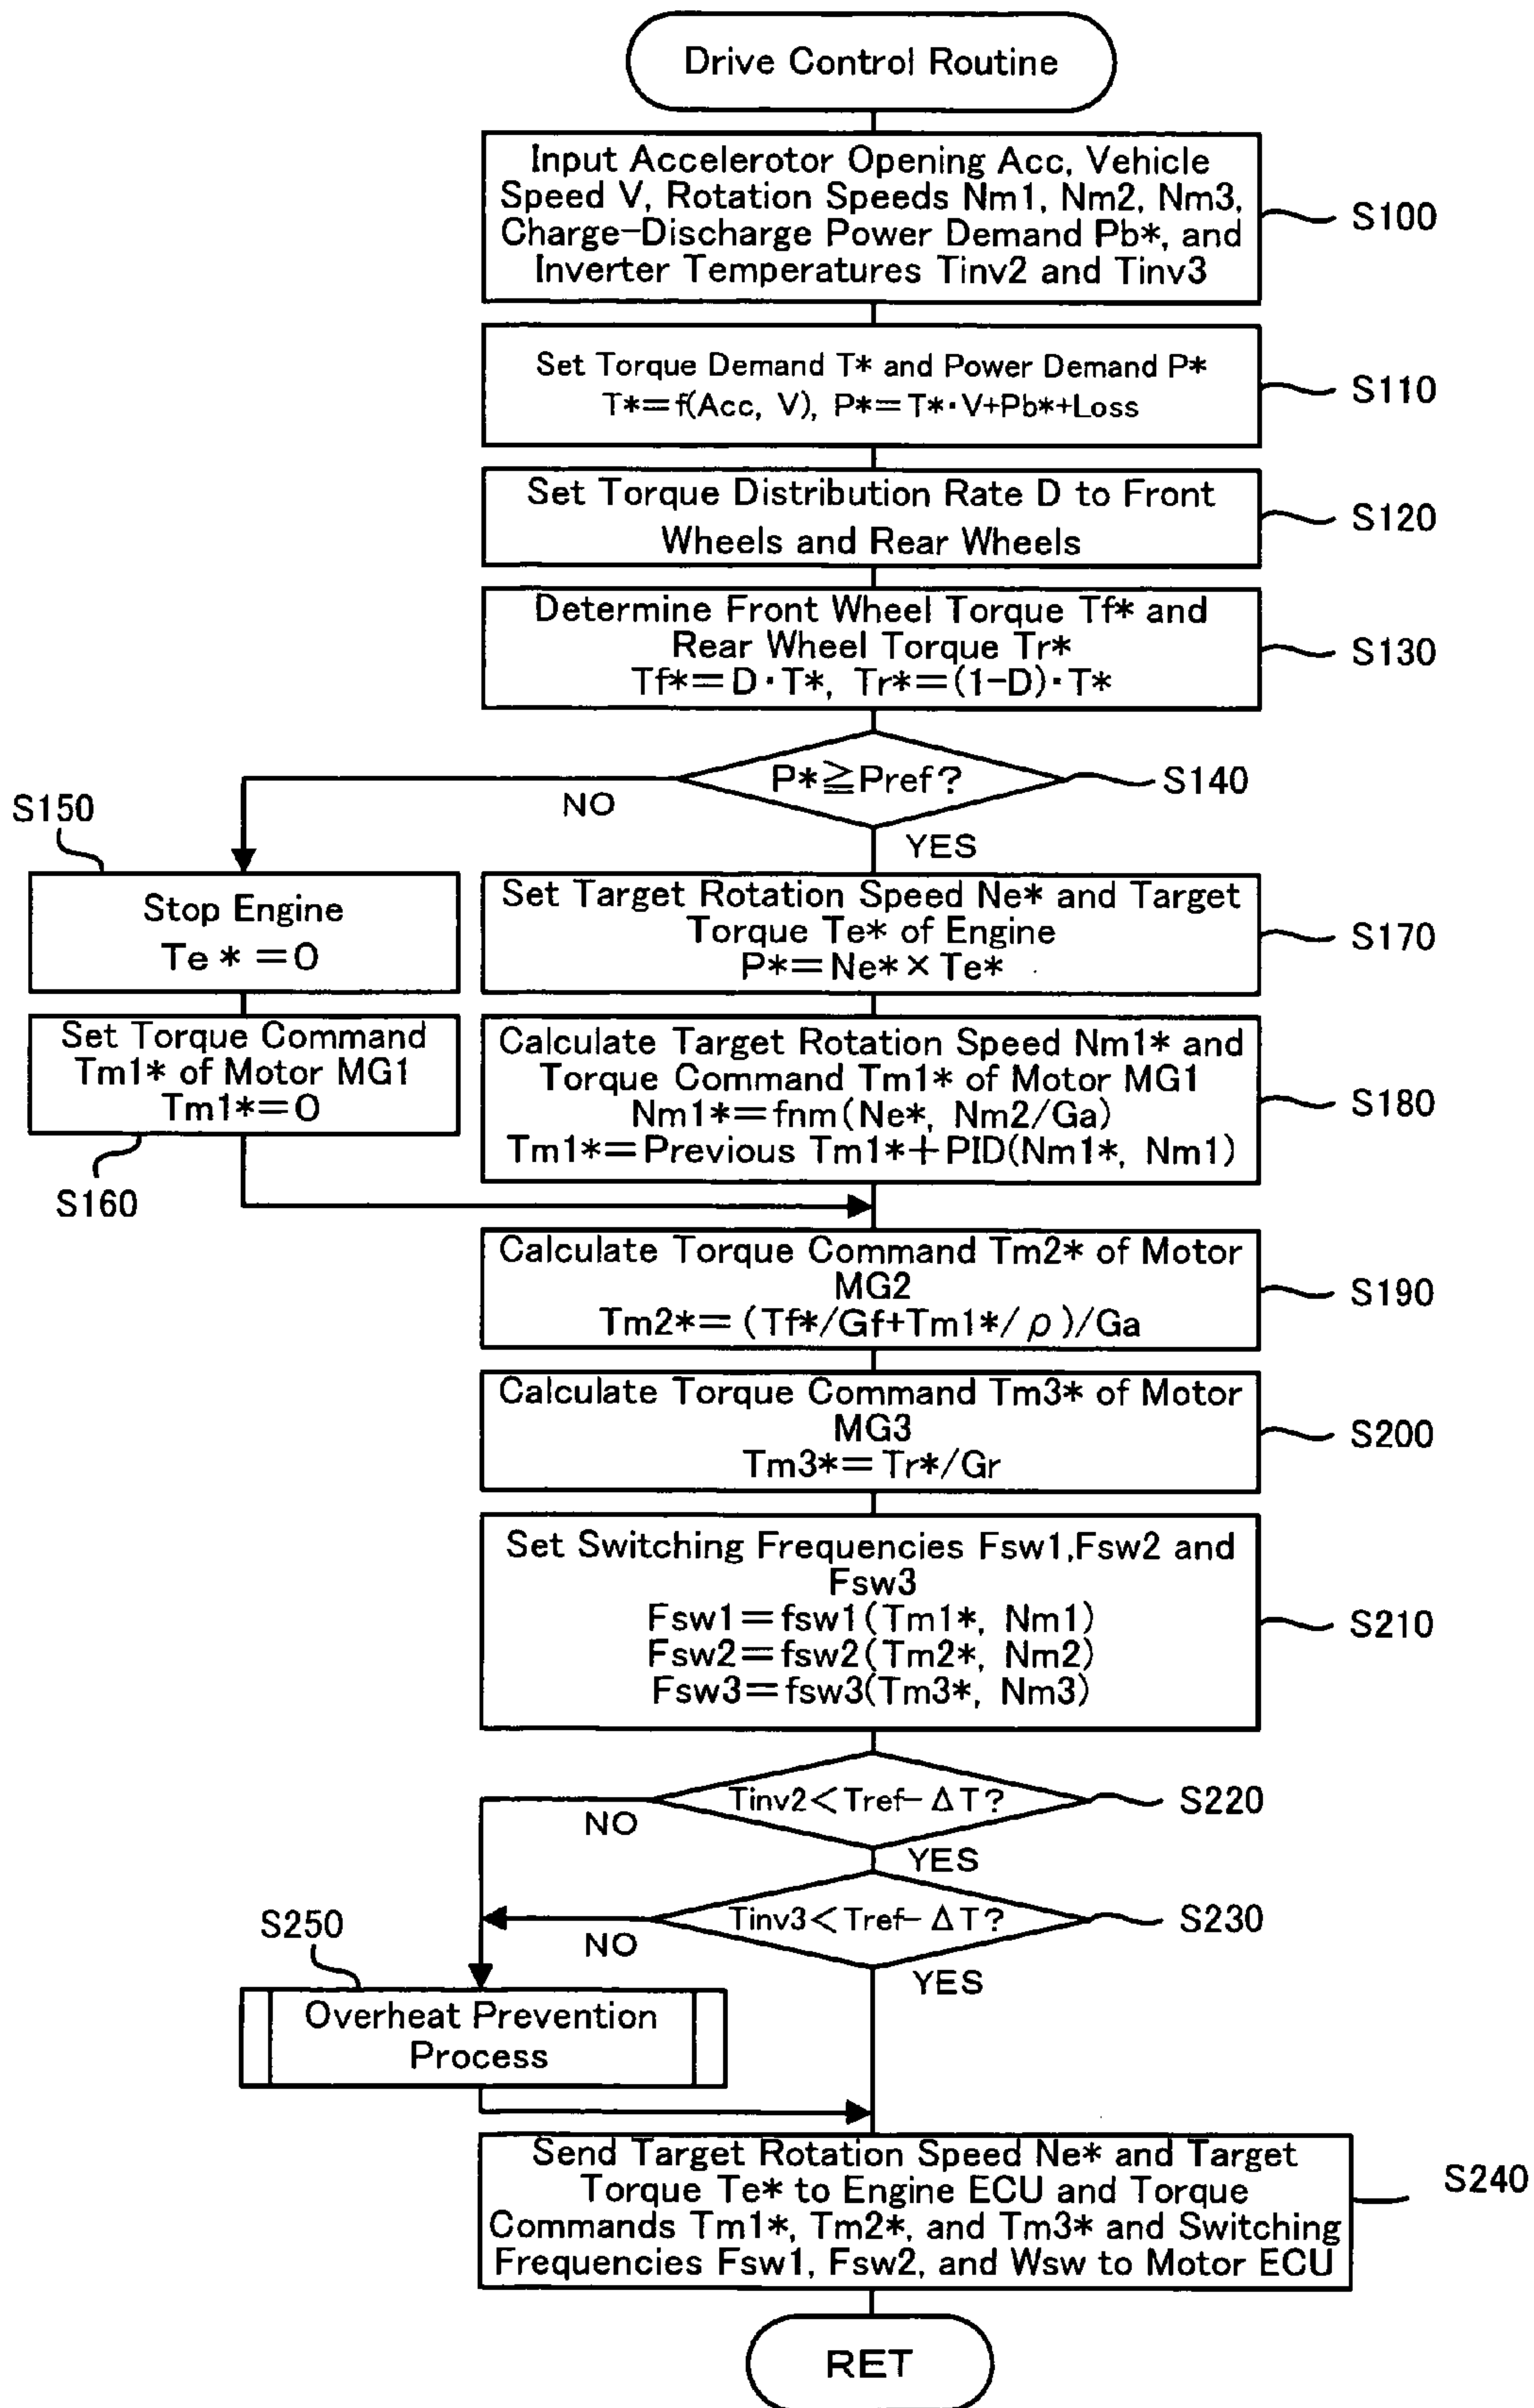 Drive Control Routine
Input Accelerotor Opening Acc, Vehicle
Speed V, Rotation Speeds Nm1, Nm2, Nm3,
Charge-Discharge Power Demand Pb*, and
Inverter Temperatures Tinv2 and Tinv3
S100
Set Torque Demand T* and Power Demand P*
T*=f(Acc, V), P*=T*·V+Pb*+Loss
S110
Set Torque Distribution Rate D to Front
Wheels and Rear Wheels
S120
Determine Front Wheel Torque Tf* and
Rear Wheel Torque Tr*
Tf*=D·T*, Tr*=(1-D)·T*
S130
P*≧Pref?
S140
NO
YES
S150
Stop Engine
Te*=0
Set Torque Command
Tm1* of Motor MG1
Tm1*=0
S160
Set Target Rotation Speed Ne* and Target
Torque Te* of Engine
P*=Ne*×Te*
S170
Calculate Target Rotation Speed Nm1* and
Torque Command Tm1* of Motor MG1
Nm1*=fnm(Ne*, Nm2/Ga)
Tm1*=Previous Tm1*+PID(Nm1*, Nm1)
S180
Calculate Torque Command Tm2* of Motor
MG2
Tm2*=(Tf*/Gf+Tm1*/ρ)/Ga
S190
Calculate Torque Command Tm3* of Motor
MG3
Tm3*=Tr*/Gr
S200
Set Switching Frequencies Fsw1,Fsw2 and
Fsw3
Fsw1=fsw1(Tm1*, Nm1)
Fsw2=fsw2(Tm2*, Nm2)
Fsw3=fsw3(Tm3*, Nm3)
S210
Tinv2<Tref-ΔT?
S220
NO
YES
Tinv3<Tref-ΔT?
S230
NO
YES
S250
Overheat Prevention
Process
Send Target Rotation Speed Ne* and Target
Torque Te* to Engine ECU and Torque
Commands Tm1*, Tm2*, and Tm3* and Switching
Frequencies Fsw1, Fsw2, and Wsw to Motor ECU
S240
RET